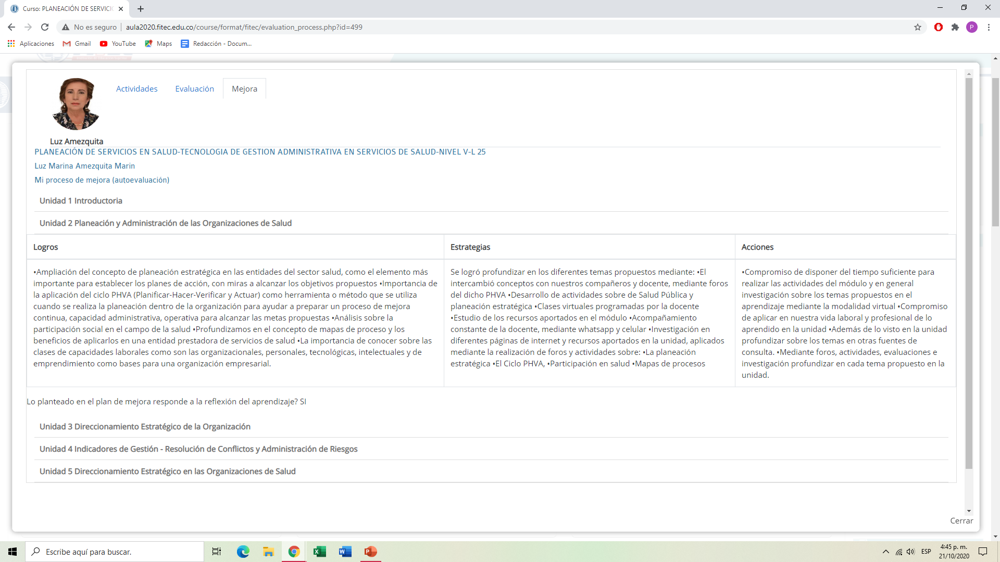 Curso: PLANEACIÓN DE SERVICIO
No es seguro
aula2020.fitec.edu.co/course/format/fitec/evaluation_process.php?id=499
P
Aplicaciones
Gmail
YouTube
Maps
Redacción - Docum...
Actividades
Evaluación
Mejora
Luz Amezquita
PLANEACIÓN DE SERVICIOS EN SALUD-TECNOLOGIA DE GESTION ADMINISTRATIVA EN SERVICIOS DE SALUD-NIVEL V-L 25
Luz Marina Amezquita Marin
Mi proceso de mejora (autoevaluación)
Unidad 1 Introductoria
Unidad 2 Planeación y Administración de las Organizaciones de Salud
Logros
•Ampliación del concepto de planeación estratégica en las entidades del sector salud, como el elemento más
importante para establecer los planes de acción, con miras a alcanzar los objetivos propuestos •Importancia de
la aplicación del ciclo PHVA (Planificar-Hacer-Verificar y Actuar) como herramienta o método que se utiliza
cuando se realiza la planeación dentro de la organización para ayudar a preparar un proceso de mejora
continua, capacidad administrativa, operativa para alcanzar las metas propuestas •Análisis sobre la
participación social en el campo de la salud •Profundizamos en el concepto de mapas de proceso y los
beneficios de aplicarlos en una entidad prestadora de servicios de salud •La importancia de conocer sobre las
clases de capacidades laborales como son las organizacionales, personales, tecnológicas, intelectuales y de
emprendimiento como bases para una organización empresarial.
Estrategias
Se logró profundizar en los diferentes temas propuestos mediante: •El
intercambió conceptos con nuestros compañeros y docente, mediante foros
del dicho PHVA •Desarrollo de actividades sobre de Salud Pública y
planeación estratégica •Clases virtuales programadas por la docente
•Estudio de los recursos aportados en el módulo •Acompañamiento
constante de la docente, mediante whatsapp y celular •Investigación en
diferentes páginas de internet y recursos aportados en la unidad, aplicados
mediante la realización de foros y actividades sobre: •La planeación
estratégica •El Ciclo PHVA, •Participación en salud •Mapas de procesos
Acciones
•Compromiso de disponer del tiempo suficiente para
realizar las actividades del módulo y en general
investigación sobre los temas propuestos en el
aprendizaje mediante la modalidad virtual •Compromiso
de aplicar en nuestra vida laboral y profesional de lo
aprendido en la unidad •Además de lo visto en la unidad
profundizar sobre los temas en otras fuentes de
consulta. •Mediante foros, actividades, evaluaciones e
investigación profundizar en cada tema propuesto en la
unidad.
Lo planteado en el plan de mejora responde a la reflexión del aprendizaje? SI
Unidad 3 Direccionamiento Estratégico de la Organización
Unidad 4 Indicadores de Gestión - Resolución de Conflictos y Administración de Riesgos
Unidad 5 Direccionamiento Estratégico en las Organizaciones de Salud
Cerrar
Escribe aquí para buscar.
ESP
4:45 p. m.
21/10/2020